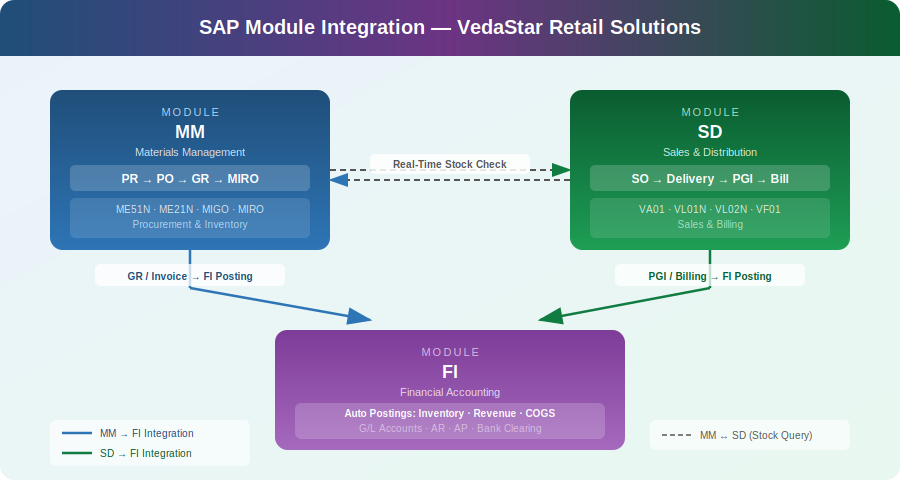 SAP Module Integration — VedaStar Retail Solutions
MODULE
MM
Materials Management
PR → PO → GR → MIRO
ME51N · ME21N · MIGO · MIRO
Procurement & Inventory
Real-Time Stock Check
MODULE
SD
Sales & Distribution
SO → Delivery → PGI → Bill
VA01 · VL01N · VL02N · VF01
Sales & Billing
GR / Invoice → FI Posting
PGI / Billing → FI Posting
MODULE
FI
Financial Accounting
Auto Postings: Inventory · Revenue · COGS
G/L Accounts · AR · AP · Bank Clearing
MM → FI Integration
SD → FI Integration
MM ↔ SD (Stock Query)